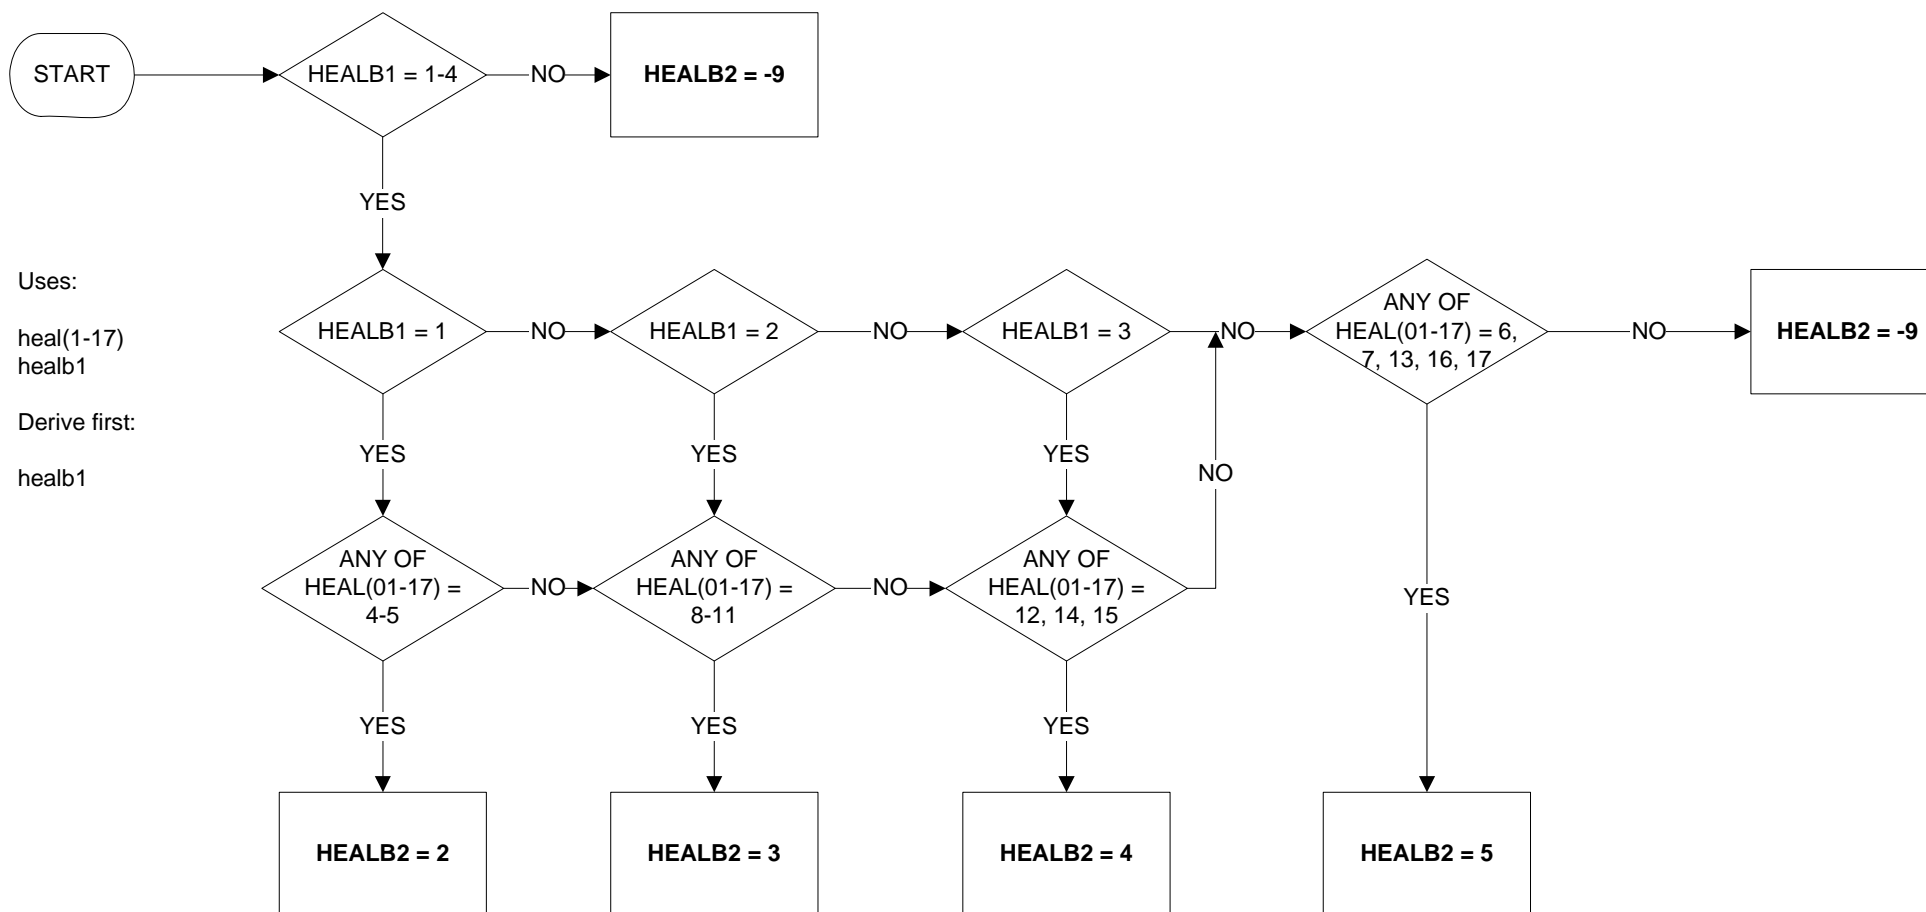 START
HEALB1 = 1-4
NO
HEALB2 = -9
YES
Uses:
heal(1-17)
healb1
Derive first:
healb1
HEALB1 = 1
NO
HEALB1 = 2
NO
HEALB1 = 3
NO
ANY OF
HEAL(01-17) = 6,
7, 13, 16, 17
NO
HEALB2 = -9
YES
YES
YES
NO
ANY OF
HEAL(01-17) =
4-5
NO
ANY OF
HEAL(01-17) =
8-11
NO
ANY OF
HEAL(01-17) =
12, 14, 15
YES
YES
YES
YES
HEALB2 = 2
HEALB2 = 3
HEALB2 = 4
HEALB2 = 5